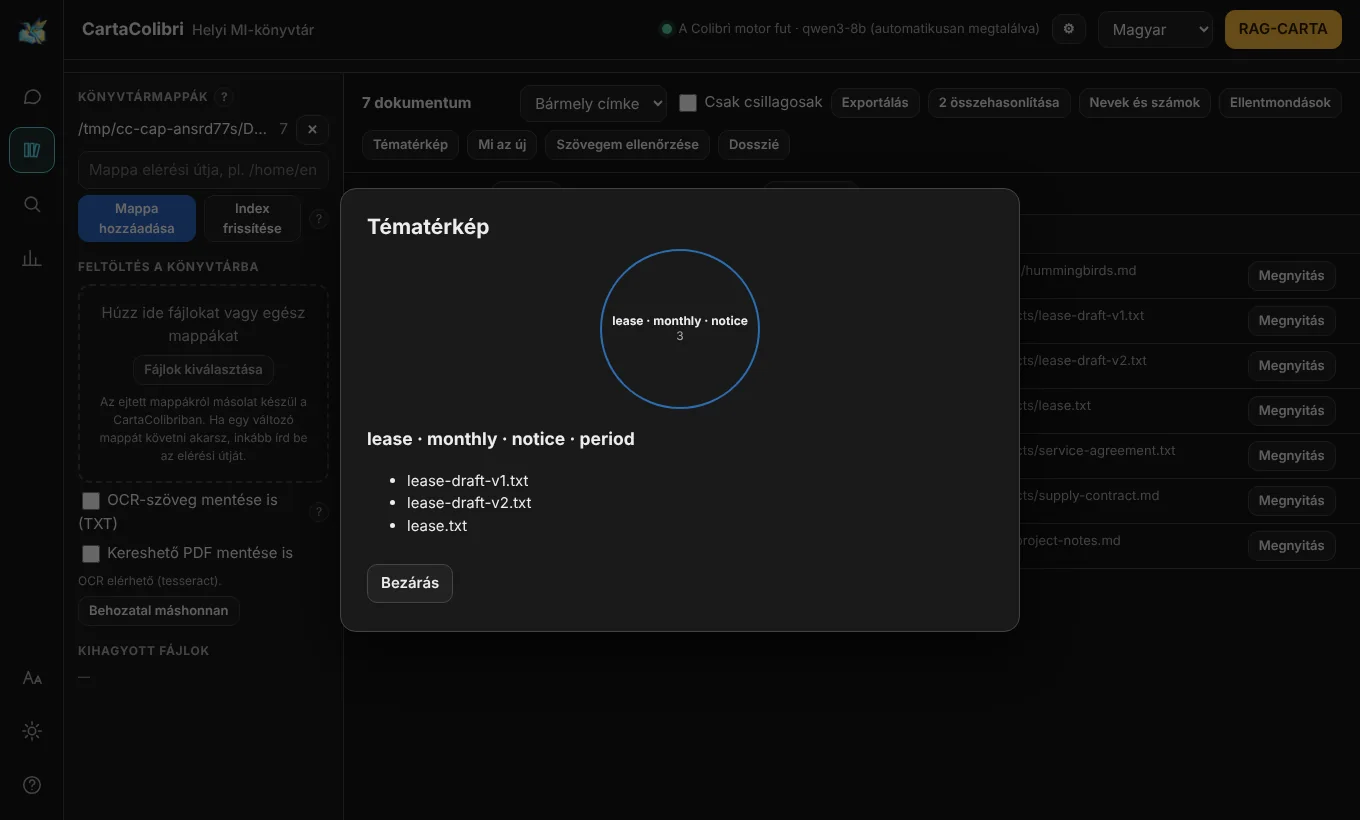 CartaColibri Helyi MI-könyvtár
A Colibrì motor fut · qwen3-8b (automatikusan megtalálva)
Magyar
RAG-CARTA
KÖNYVTÁRMAPPÁK ?
/tmp/cc-cap-ansrd77s/D... 7 ✕
Mappa elérési útja, pl. /home/en
Mappa hozzáadása
Index frissítése
?
FELTÖLTÉS A KÖNYVTÁRBA
Húzz ide fájlokat vagy egész
mappákat
Fájlok kiválasztása
Az ejtett mappákról másolat készül a
CartaColibriban. Ha egy változó
mappát követni akarsz, inkább írd be
az elérési útját.
OCR-szöveg mentése is
(TXT)
?
Kereshető PDF mentése is
OCR elérhető (tesseract).
Behozatal máshonnan
KIHAGYOTT FÁJLOK
—
7 dokumentum
Bármely címke
Csak csillagosak
Exportálás
2 összehasonlítása
Nevek és számok
Ellentmondások
Tématérkép
Mi az új
Szövegem ellenőrzése
Dosszié
/hummingbirds.md Megnyitás
ts/lease-draft-v1.txt Megnyitás
ts/lease-draft-v2.txt Megnyitás
cts/lease.txt Megnyitás
cts/service-agreement.txt Megnyitás
cts/supply-contract.md Megnyitás
project-notes.md Megnyitás
Tématérkép
lease · monthly · notice
3
lease · monthly · notice · period
• lease-draft-v1.txt
• lease-draft-v2.txt
• lease.txt
Bezárás
AA